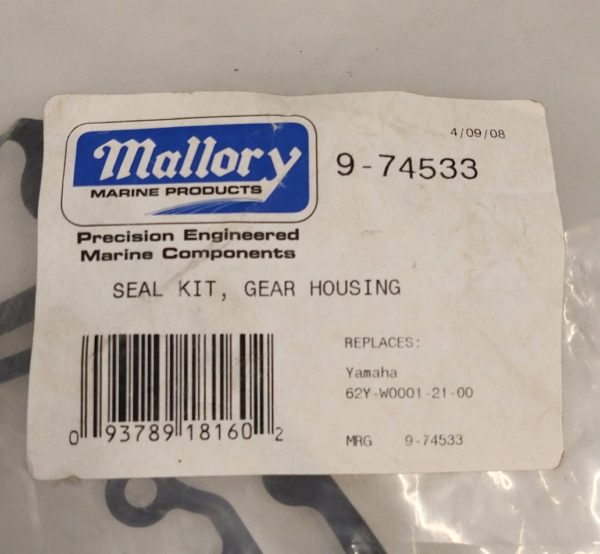 4/09/08
Mallory
MARINE PRODUCTS
9-74533
Precision Engineered
Marine Components
SEAL KIT, GEAR HOUSING
REPLACES:
Yamaha
62Y-W0001-21-00
MRG 9-74533
0 93789 18160 2